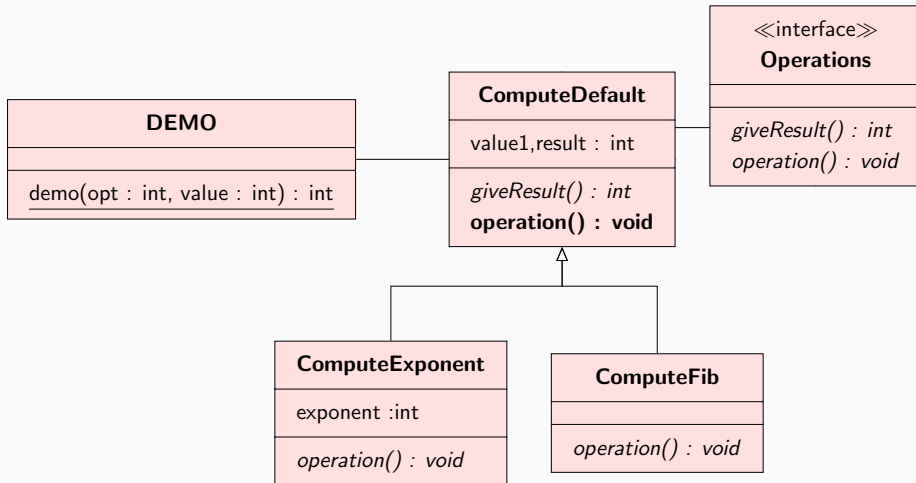 ≪interface≫
Operations
giveResult() : int
operation() : void
ComputeDefault
value1,result : int
giveResult() : int
operation() : void
DEMO
demo(opt : int, value : int) : int
ComputeExponent
exponent :int
operation() : void
ComputeFib
operation() : void